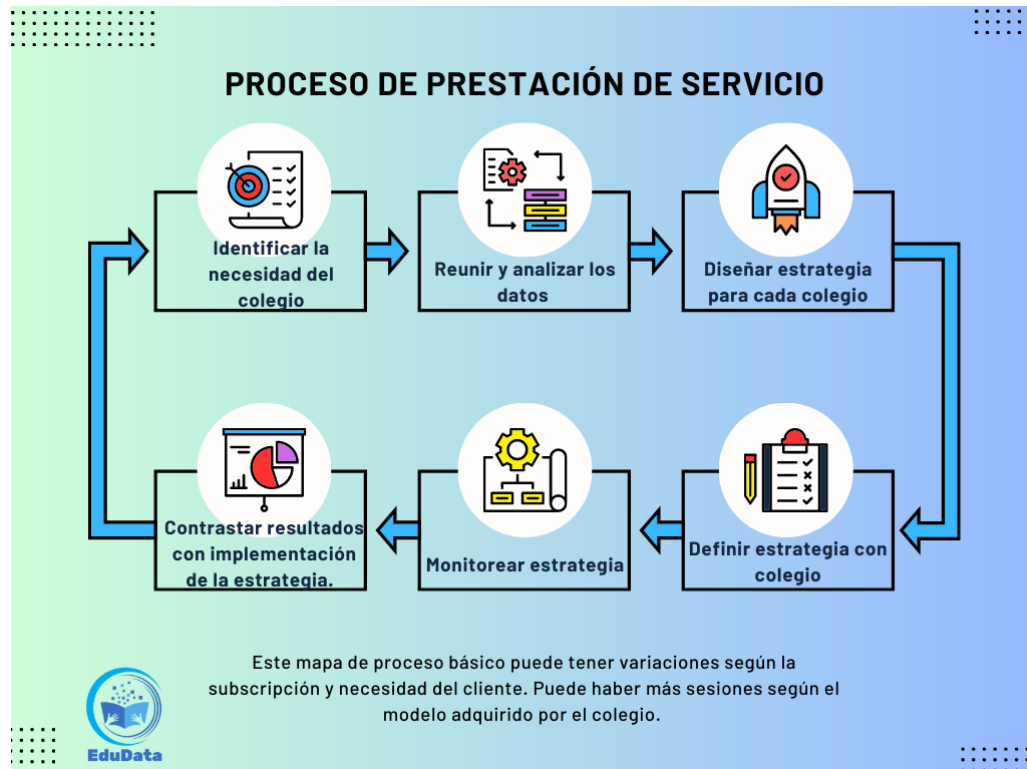 PROCESO DE PRESTACIÓN DE SERVICIO
Identificar la
necesidad del
colegio
Reunir y analizar los
datos
Diseñar estrategia
para cada colegio
Definir estrategia con
colegio
Monitorear estrategia
Contrastar resultados
con implementación
de la estrategia.
Este mapa de proceso básico puede tener variaciones según la
subscripción y necesidad del cliente. Puede haber más sesiones según el
modelo adquirido por el colegio.
EduData